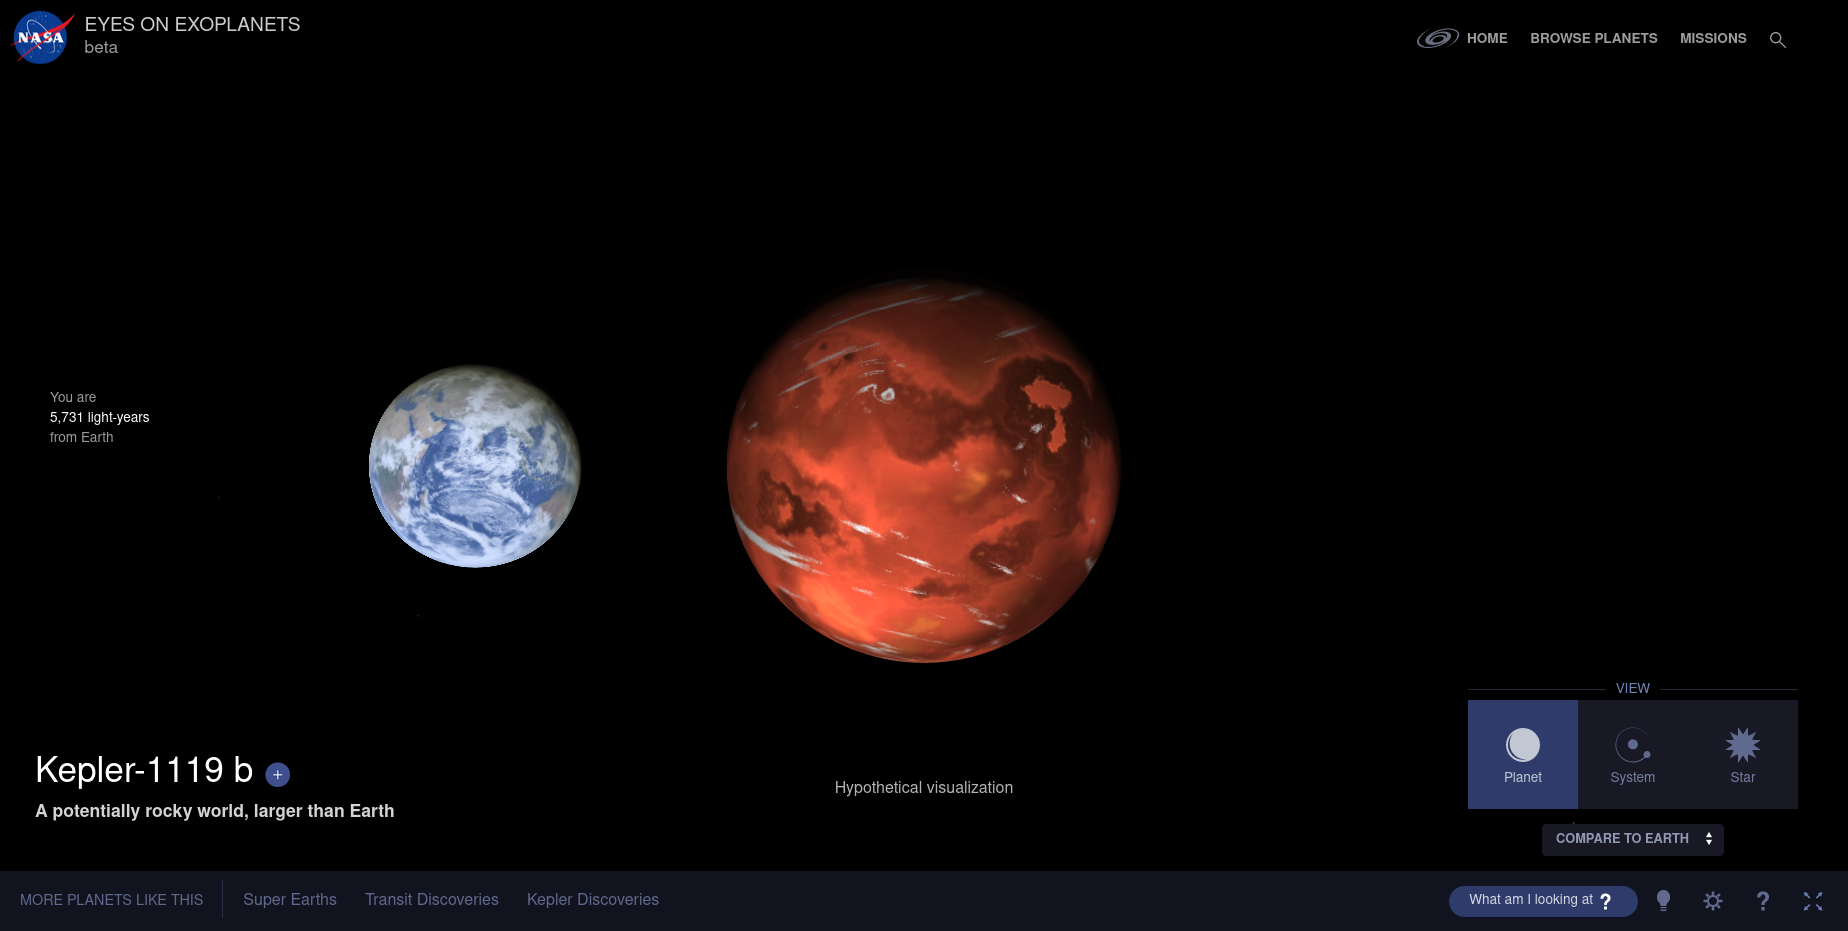 NASA
EYES ON EXOPLANETS
beta
HOME
BROWSE PLANETS
MISSIONS
You are
5,731 light-years
from Earth
VIEW
Planet
System
Star
COMPARE TO EARTH
Kepler-1119 b +
A potentially rocky world, larger than Earth
Hypothetical visualization
MORE PLANETS LIKE THIS
Super Earths
Transit Discoveries
Kepler Discoveries
What am I looking at ?
?